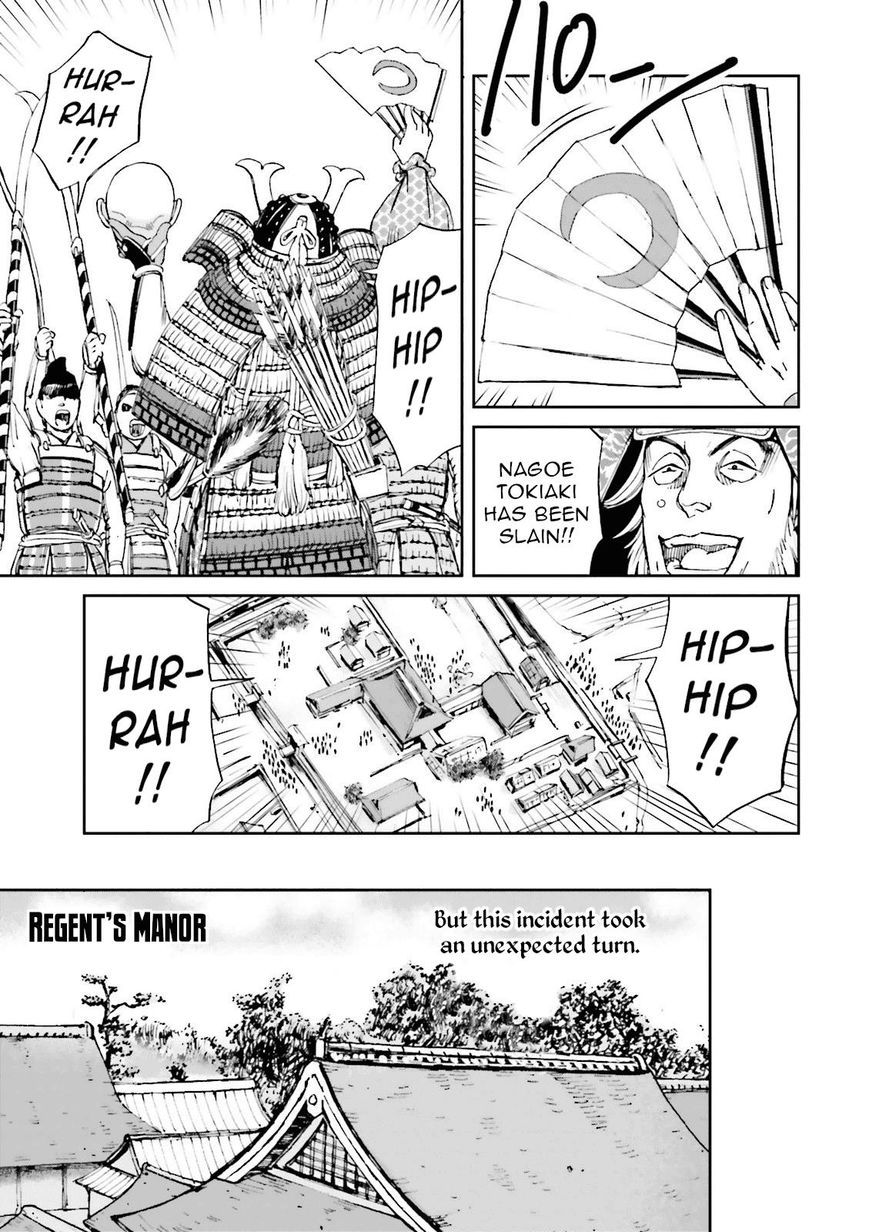 NAGOE
TOKIAKI
HAS BEEN
SLAIN!!
HIP-
HIP
!!
HUR-
RAH
!!
HIP-
HIP
!!
HUR-
RAH
!!
But this incident took
an unexpected turn.
REGENT'S MANOR